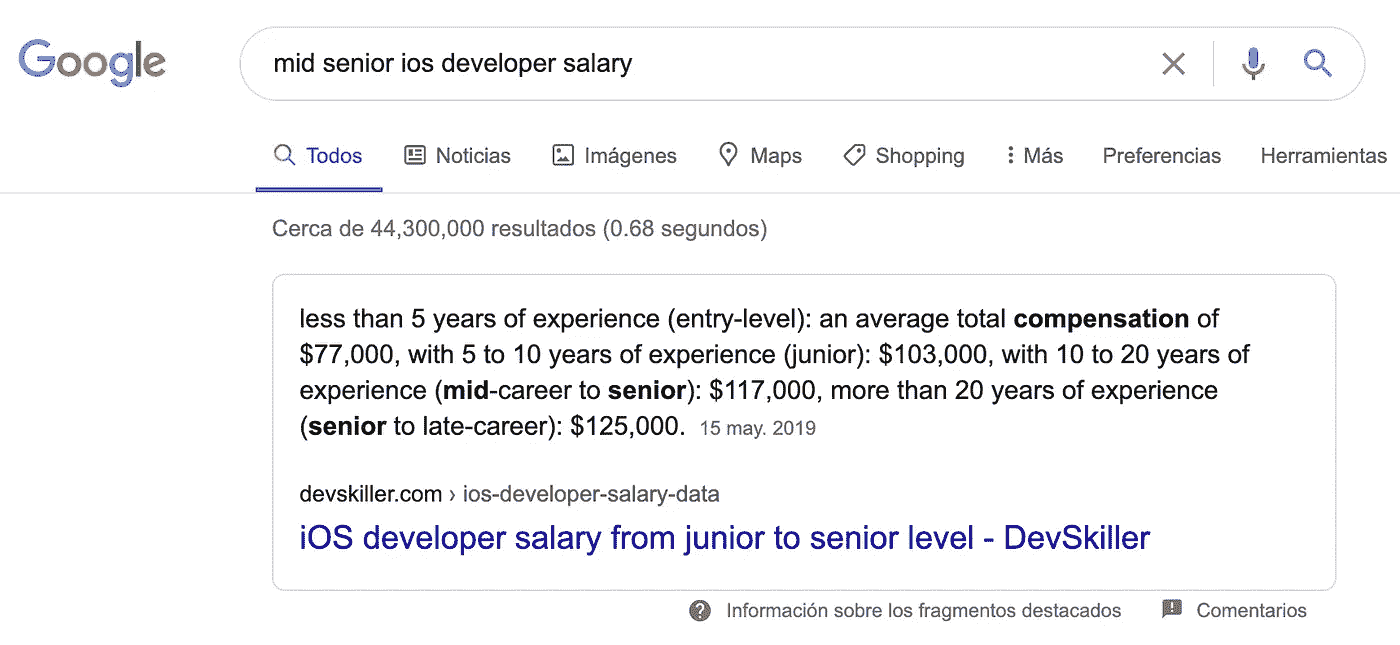 Google
mid senior ios developer salary
Todos Noticias Imágenes Maps Shopping Más Preferencias Herramientas
Cerca de 44,300,000 resultados (0.68 segundos)
less than 5 years of experience (entry-level): an average total compensation of
$77,000, with 5 to 10 years of experience (junior): $103,000, with 10 to 20 years of
experience (mid-career to senior): $117,000, more than 20 years of experience
(senior to late-career): $125,000. 15 may. 2019
devskiller.com › ios-developer-salary-data
iOS developer salary from junior to senior level - DevSkiller
Información sobre los fragmentos destacados Comentarios